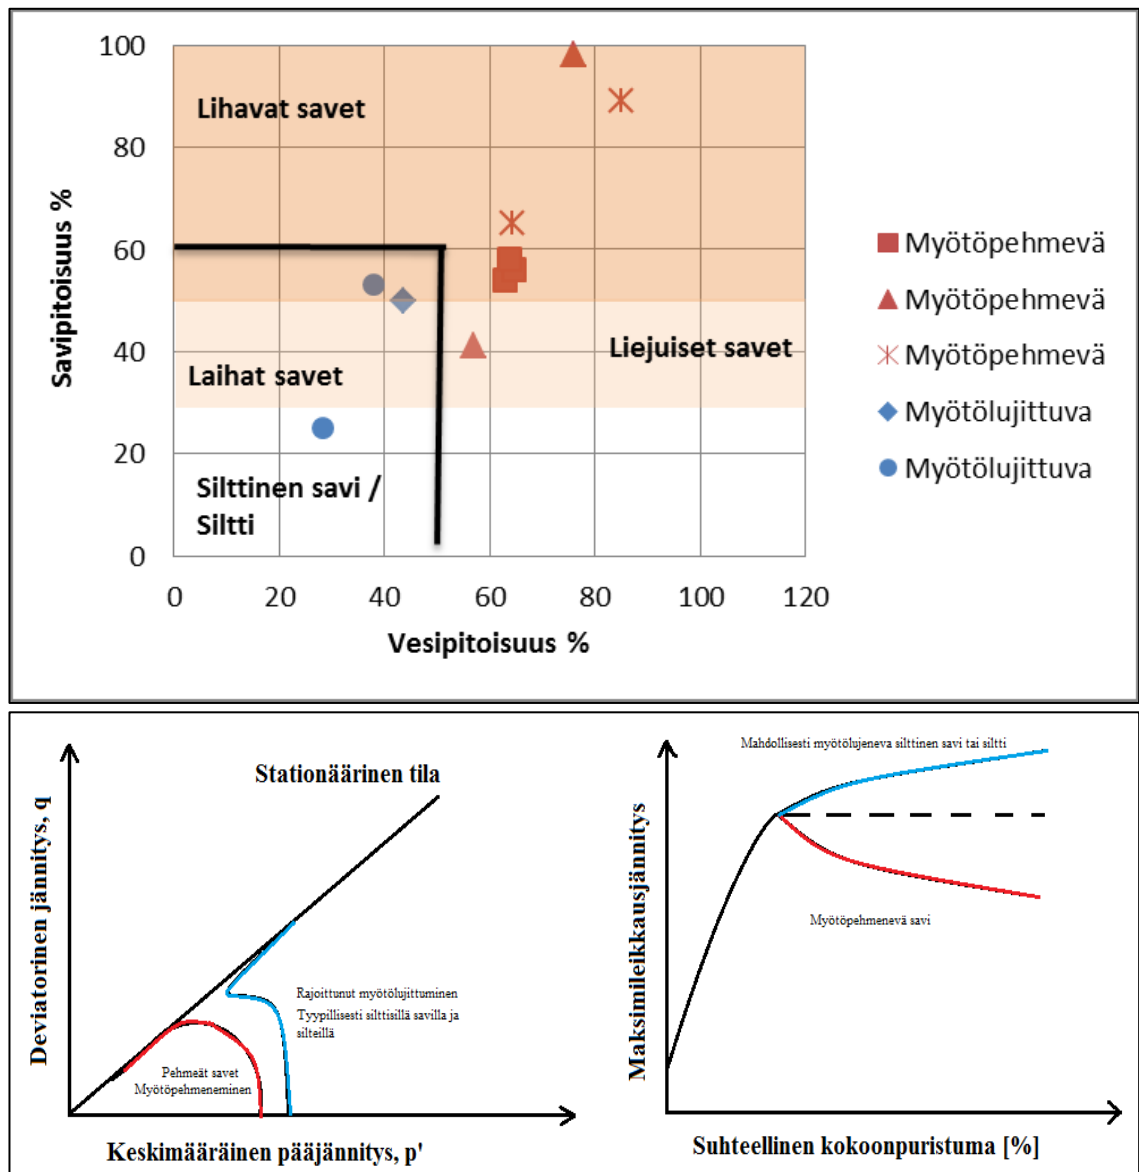 Savipitoisuus %
100
80
60
40
20
0
Lihavat savet
Laihat savet
Liejuiset savet
Silttinen savi /
Siltti
0 20 40 60 80 100 120
Vesipitoisuus %
Myötöpehmevä
Myötöpehmevä
Myötöpehmevä
Myötölujittuva
Myötölujittuva
Deviatorinen jännitys, q
Stationäärinen tila
Rajoittunut myötölujittuminen
Tyypillisesti silttisillä savilla ja
silteillä
Pehmeät savet
Myötöpehmeneminen
Keskimääräinen pääjännitys, p'
Maksimileikkausjännitys
Mahdollisesti myötölujeneva silttinen savi tai siltti
Myötöpehmenevä savi
Suhteellinen kokoonpuristuma [%]